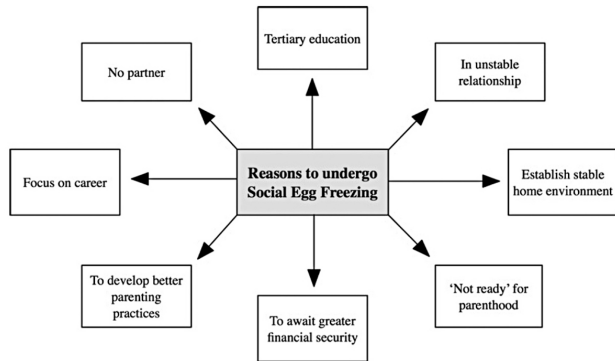 Tertiary education
No partner
In unstable
relationship
Reasons to undergo
Social Egg Freezing
Focus on career
Establish stable
home environment
To develop better
parenting
practices
To await greater
financial security
‘Not ready’ for
parenthood